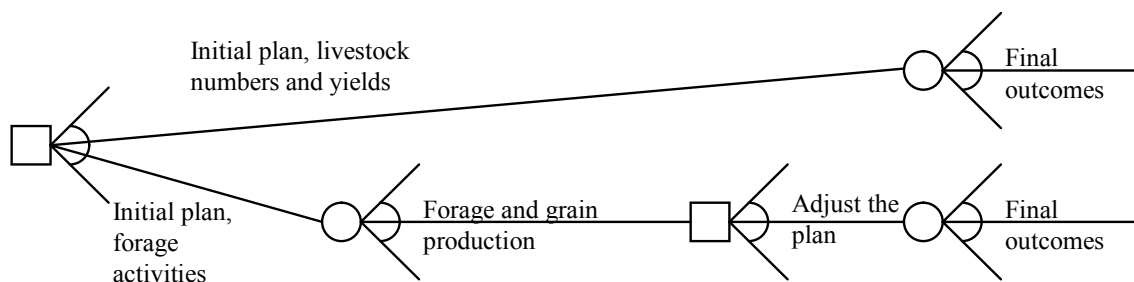 Initial plan, livestock
numbers and yields
Final
outcomes
Initial plan,
forage
activities
Forage and grain
production
Adjust the
plan
Final
outcomes